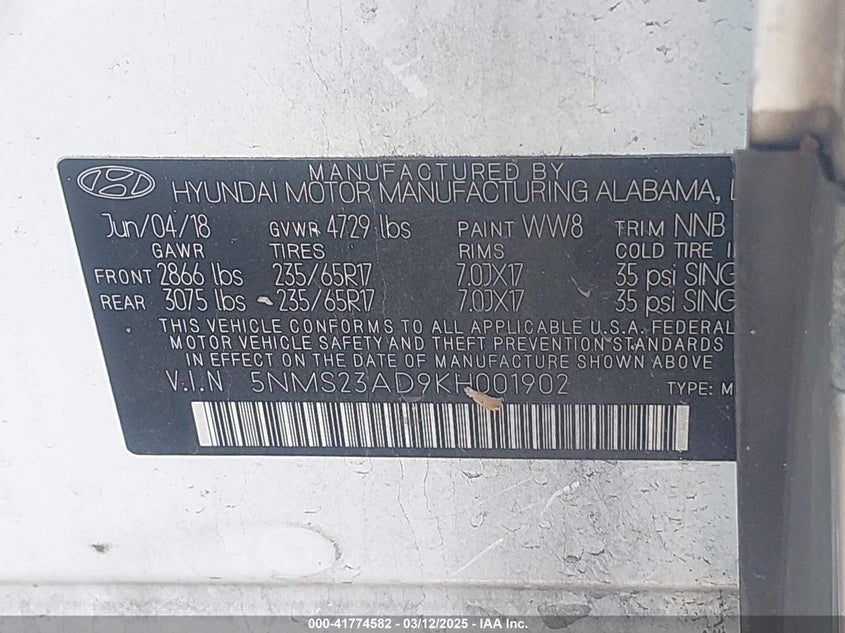 MANUFACTURED BY
HYUNDAI MOTOR MANUFACTURING ALABAMA,
Jun/04/18 GVWR 4729 lbs PAINT WW8 TRIM NNB
GAWR TIRES RIMS COLD TIRE
FRONT 2866 lbs 235/65R17 7.0JX17 35 psi SING
REAR 3075 lbs 235/65R17 7.0JX17 35 psi SING
THIS VEHICLE CONFORMS TO ALL APPLICABLE U.S.A. FEDERAL
MOTOR VEHICLE SAFETY AND THEFT PREVENTION STANDARDS
IN EFFECT ON THE DATE OF MANUFACTURE SHOWN ABOVE
V.I.N 5NMS23AD9KH001902 TYPE: M
000-41774582 - 03/12/2025 - IAA Inc.